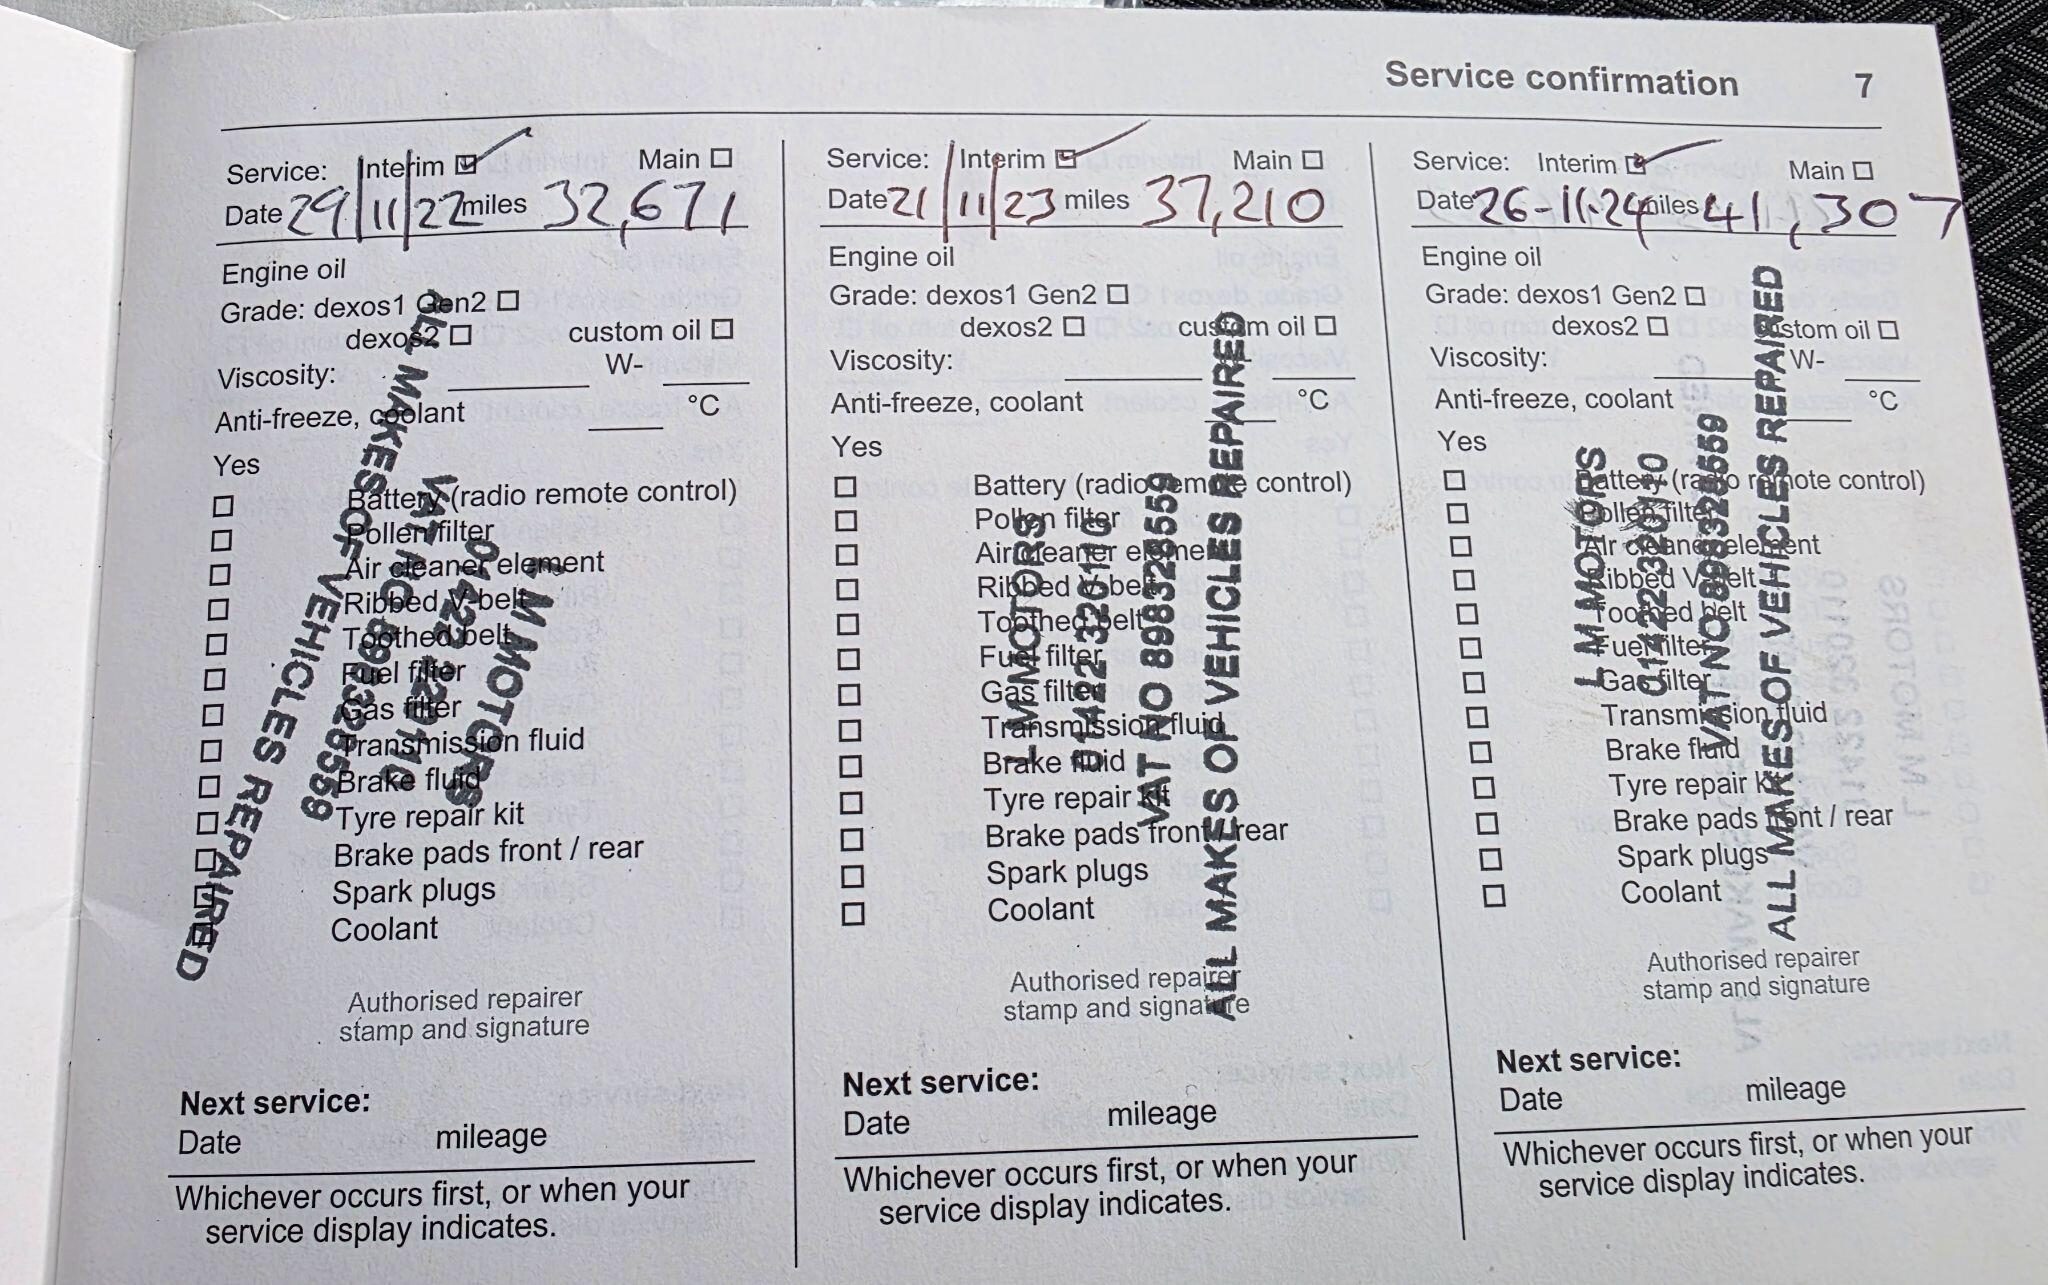 Service confirmation 7
Service: Interim ☑ Main ☐
Date 29/11/22 miles 32,671
Engine oil
Grade: dexos1 Gen2 ☐
dexos2 ☐ custom oil ☐
Viscosity: W-
Anti-freeze, coolant °C
Yes
☐ Battery (radio remote control)
☐ Pollen filter
☐ Air cleaner element
☐ Ribbed V-belt
☐ Toothed belt
☐ Fuel filter
☐ Gas filter
☐ Transmission fluid
☐ Brake fluid
☐ Tyre repair kit
☐ Brake pads front / rear
☐ Spark plugs
☐ Coolant
L M MOTORS
01422 320110
VAT NO 898328559
ALL MAKES OF VEHICLES REPAIRED
Authorised repairer
stamp and signature
Next service:
Date mileage
Whichever occurs first, or when your
service display indicates.
Service: Interim ☑ Main ☐
Date 21/11/23 miles 37,210
Engine oil
Grade: dexos1 Gen2 ☐
dexos2 ☐ custom oil ☐
Viscosity: W-
Anti-freeze, coolant °C
Yes
☐ Battery (radio remote control)
☐ Pollen filter
☐ Air cleaner element
☐ Ribbed V-belt
☐ Toothed belt
☐ Fuel filter
☐ Gas filter
☐ Transmission fluid
☐ Brake fluid
☐ Tyre repair kit
☐ Brake pads front / rear
☐ Spark plugs
☐ Coolant
L M MOTORS
01422 320110
VAT NO 898328559
ALL MAKES OF VEHICLES REPAIRED
Authorised repairer
stamp and signature
Next service:
Date mileage
Whichever occurs first, or when your
service display indicates.
Service: Interim ☑ Main ☐
Date 26-11-24 miles 41,307
Engine oil
Grade: dexos1 Gen2 ☐
dexos2 ☐ custom oil ☐
Viscosity: W-
Anti-freeze, coolant °C
Yes
☐ Battery (radio remote control)
☐ Pollen filter
☐ Air cleaner element
☐ Ribbed V-belt
☐ Toothed belt
☐ Fuel filter
☐ Gas filter
☐ Transmission fluid
☐ Brake fluid
☐ Tyre repair kit
☐ Brake pads front / rear
☐ Spark plugs
☐ Coolant
L M MOTORS
01422 320110
VAT NO 898328559
ALL MAKES OF VEHICLES REPAIRED
Authorised repairer
stamp and signature
Next service:
Date mileage
Whichever occurs first, or when your
service display indicates.